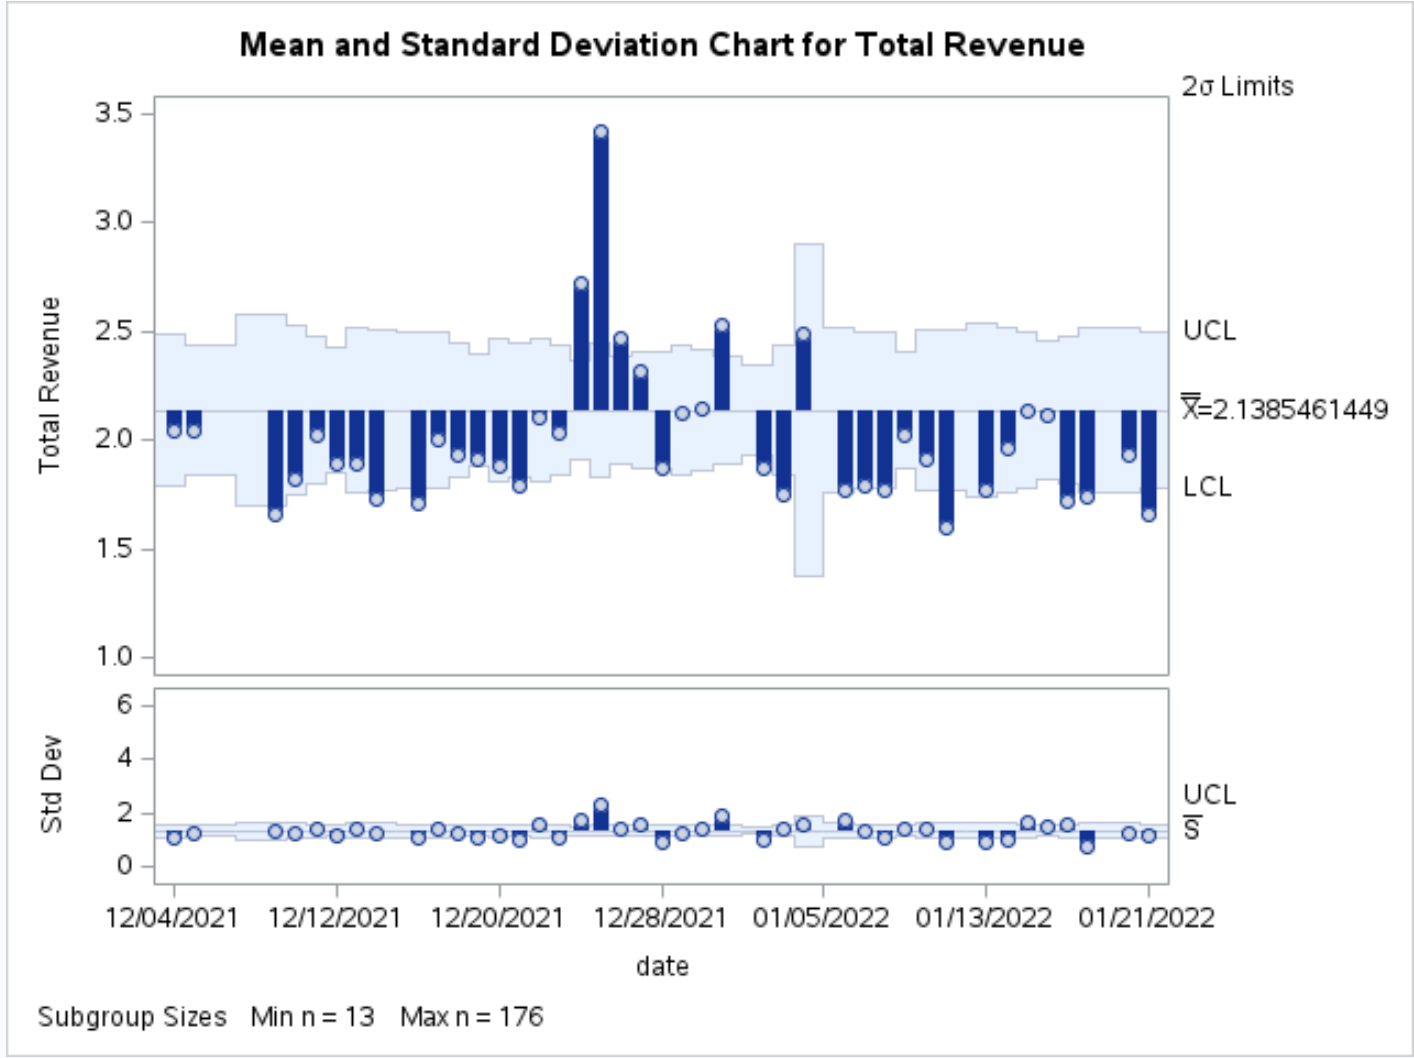 Mean and Standard Deviation Chart for Total Revenue
2σ Limits
3.5
3.0
2.5
2.0
1.5
1.0
Total Revenue
UCL
X̿=2.1385461449
LCL
6
4
2
0
Std Dev
UCL
S̅
12/04/2021 12/12/2021 12/20/2021 12/28/2021 01/05/2022 01/13/2022 01/21/2022
date
Subgroup Sizes Min n = 13 Max n = 176